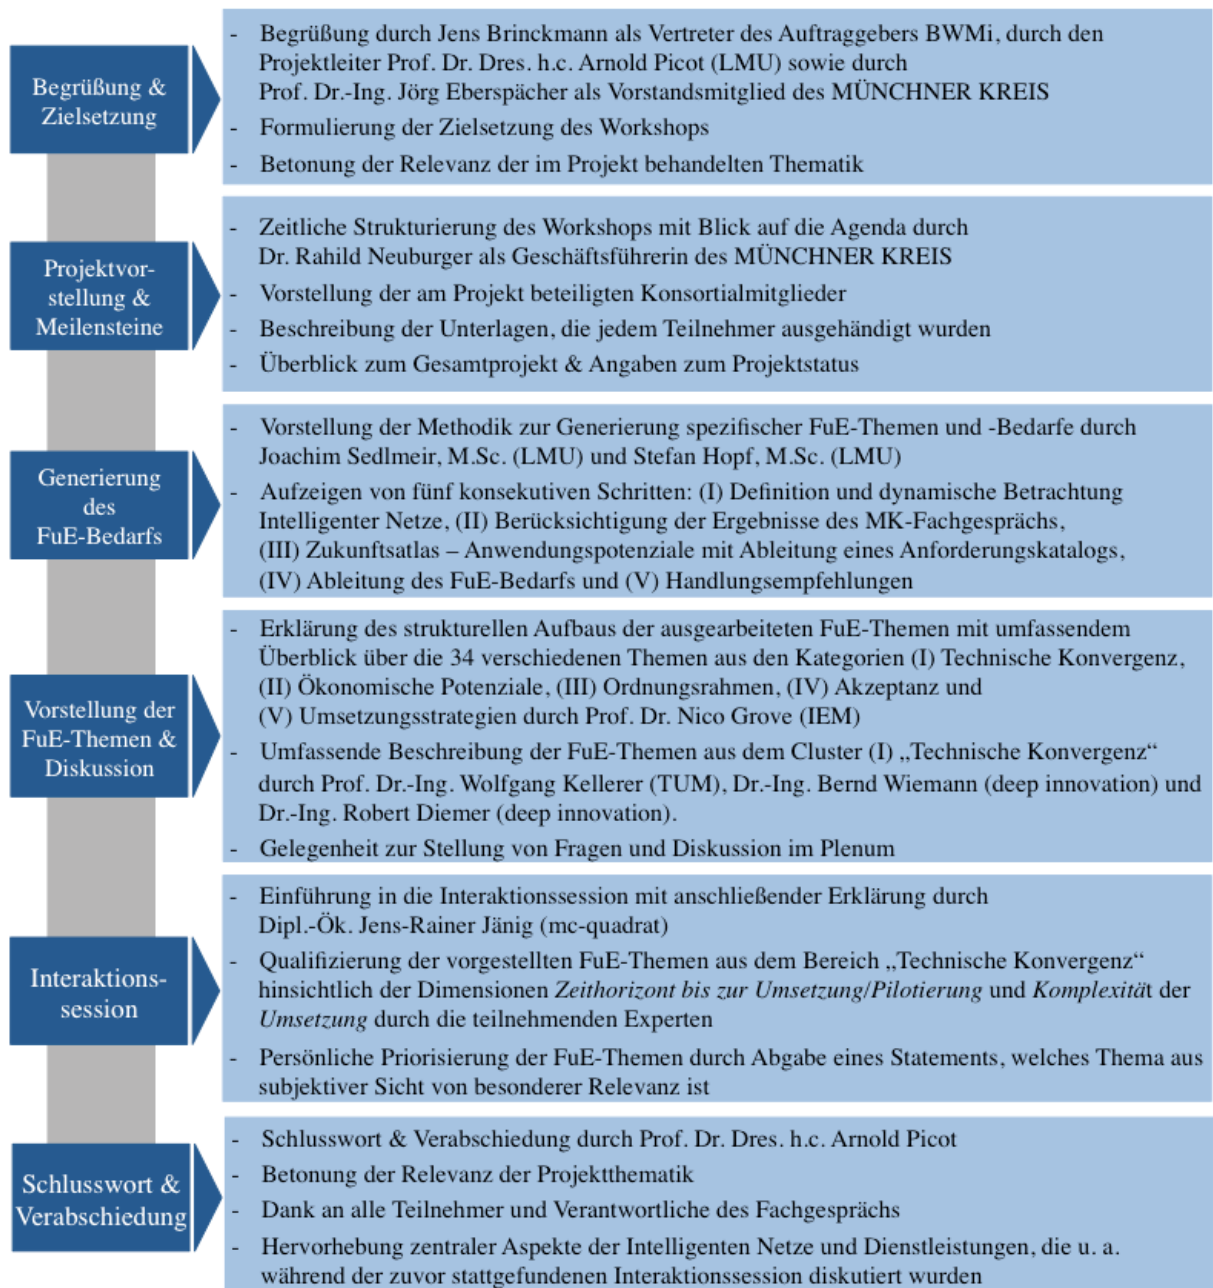 Begrüßung &
Zielsetzung
- Begrüßung durch Jens Brinckmann als Vertreter des Auftraggebers BWMi, durch den
Projektleiter Prof. Dr. Dres. h.c. Arnold Picot (LMU) sowie durch
Prof. Dr.-Ing. Jörg Eberspächer als Vorstandsmitglied des MÜNCHNER KREIS
- Formulierung der Zielsetzung des Workshops
- Betonung der Relevanz der im Projekt behandelten Thematik
Projektvor-
stellung &
Meilensteine
- Zeitliche Strukturierung des Workshops mit Blick auf die Agenda durch
Dr. Rahild Neuburger als Geschäftsführerin des MÜNCHNER KREIS
- Vorstellung der am Projekt beteiligten Konsortialmitglieder
- Beschreibung der Unterlagen, die jedem Teilnehmer ausgehändigt wurden
- Überblick zum Gesamtprojekt & Angaben zum Projektstatus
Generierung
des
FuE-Bedarfs
- Vorstellung der Methodik zur Generierung spezifischer FuE-Themen und -Bedarfe durch
Joachim Sedlmeir, M.Sc. (LMU) und Stefan Hopf, M.Sc. (LMU)
- Aufzeigen von fünf konsekutiven Schritten: (I) Definition und dynamische Betrachtung
Intelligenter Netze, (II) Berücksichtigung der Ergebnisse des MK-Fachgesprächs,
(III) Zukunftsatlas – Anwendungspotenziale mit Ableitung eines Anforderungskatalogs,
(IV) Ableitung des FuE-Bedarfs und (V) Handlungsempfehlungen
Vorstellung der
FuE-Themen &
Diskussion
- Erklärung des strukturellen Aufbaus der ausgearbeiteten FuE-Themen mit umfassendem
Überblick über die 34 verschiedenen Themen aus den Kategorien (I) Technische Konvergenz,
(II) Ökonomische Potenziale, (III) Ordnungsrahmen, (IV) Akzeptanz und
(V) Umsetzungsstrategien durch Prof. Dr. Nico Grove (IEM)
- Umfassende Beschreibung der FuE-Themen aus dem Cluster (I) „Technische Konvergenz“
durch Prof. Dr.-Ing. Wolfgang Kellerer (TUM), Dr.-Ing. Bernd Wiemann (deep innovation) und
Dr.-Ing. Robert Diemer (deep innovation).
- Gelegenheit zur Stellung von Fragen und Diskussion im Plenum
Interaktions-
session
- Einführung in die Interaktionssession mit anschließender Erklärung durch
Dipl.-Ök. Jens-Rainer Jänig (mc-quadrat)
- Qualifizierung der vorgestellten FuE-Themen aus dem Bereich „Technische Konvergenz“
hinsichtlich der Dimensionen Zeithorizont bis zur Umsetzung/Pilotierung und Komplexität der
Umsetzung durch die teilnehmenden Experten
- Persönliche Priorisierung der FuE-Themen durch Abgabe eines Statements, welches Thema aus
subjektiver Sicht von besonderer Relevanz ist
Schlusswort &
Verabschiedung
- Schlusswort & Verabschiedung durch Prof. Dr. Dres. h.c. Arnold Picot
- Betonung der Relevanz der Projektthematik
- Dank an alle Teilnehmer und Verantwortliche des Fachgesprächs
- Hervorhebung zentraler Aspekte der Intelligenten Netze und Dienstleistungen, die u. a.
während der zuvor stattgefundenen Interaktionssession diskutiert wurden